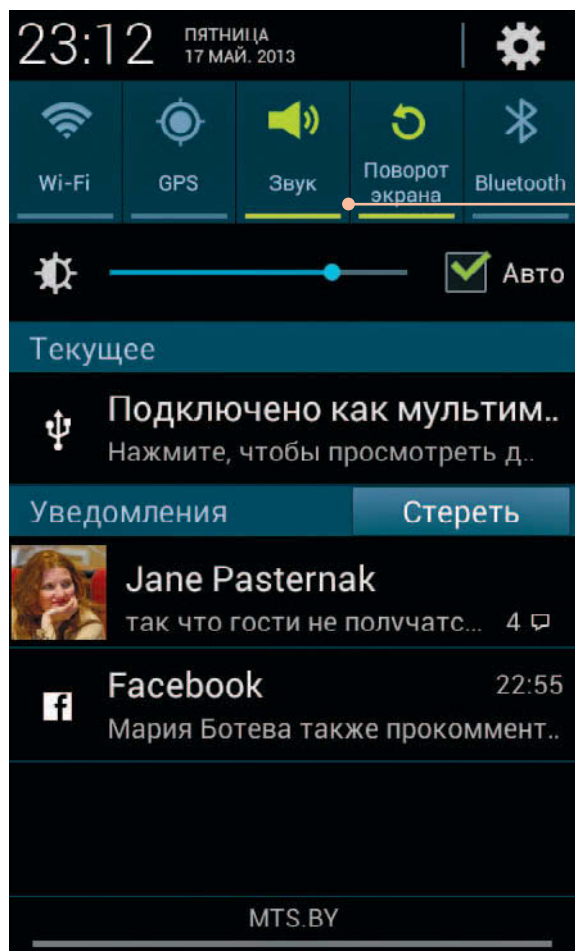 23:12
ПЯТНИЦА
17 МАЙ. 2013
Wi-Fi
GPS
Звук
Поворот
экрана
Bluetooth
Авто
Текущее
Подключено как мультим..
Нажмите, чтобы просмотреть д..
Уведомления
Стереть
Jane Pasternak
так что гости не получатс... 4
Facebook 22:55
Мария Ботева также прокоммент..
MTS.BY